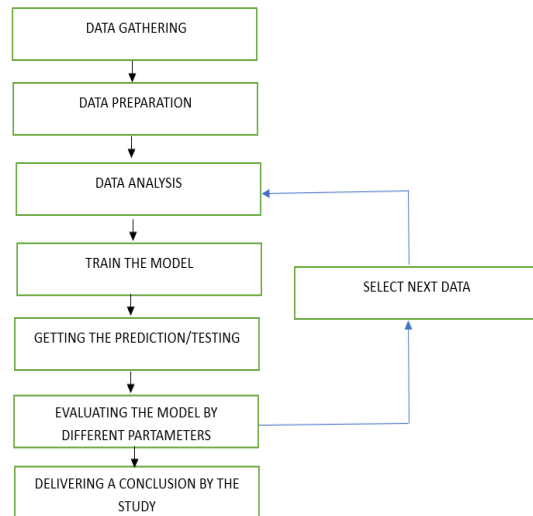 DATA GATHERING
DATA PREPARATION
DATA ANALYSIS
TRAIN THE MODEL
SELECT NEXT DATA
GETTING THE PREDICTION/TESTING
EVALUATING THE MODEL BY
DIFFERENT PARTAMETERS
DELIVERING A CONCLUSION BY THE
STUDY